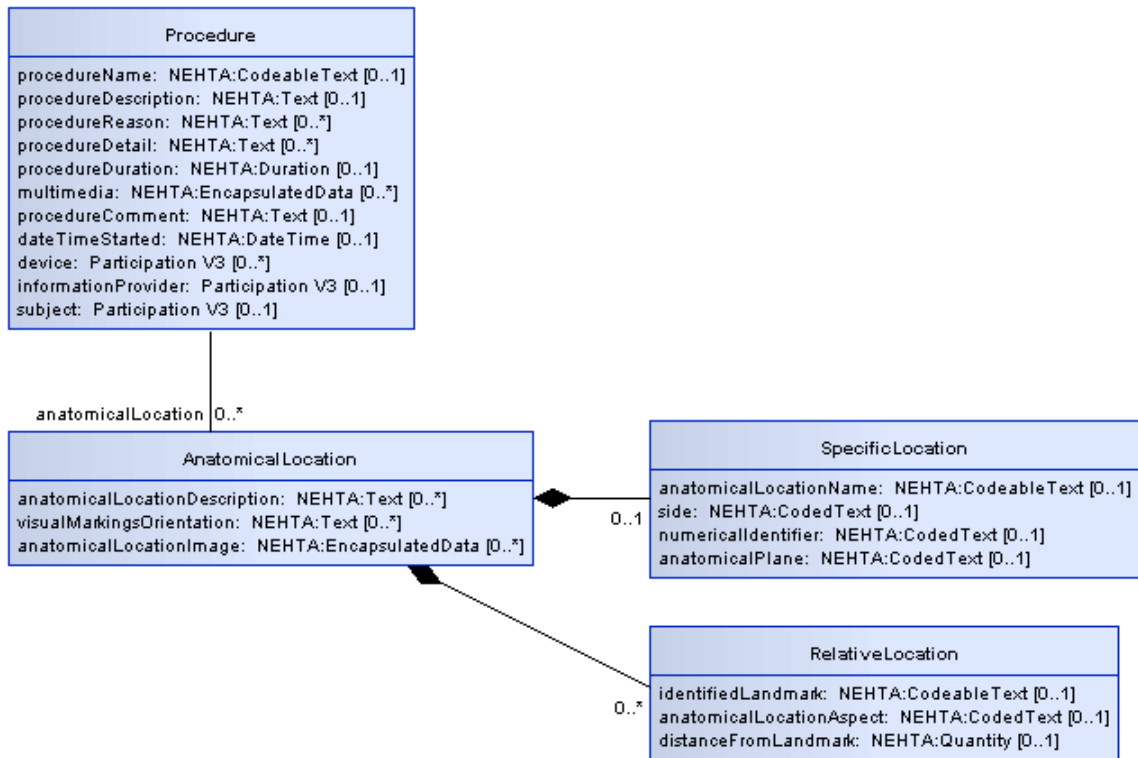 Procedure
procedureName: NEHTA:CodeableText [0..1]
procedureDescription: NEHTA:Text [0..1]
procedureReason: NEHTA:Text [0..*]
procedureDetail: NEHTA:Text [0..*]
procedureDuration: NEHTA:Duration [0..1]
multimedia: NEHTA:EncapsulatedData [0..*]
procedureComment: NEHTA:Text [0..1]
dateTimeStarted: NEHTA:DateTime [0..1]
device: Participation V3 [0..*]
informationProvider: Participation V3 [0..1]
subject: Participation V3 [0..1]
anatomicalLocation 0..*
AnatomicalLocation
anatomicalLocationDescription: NEHTA:Text [0..*]
visualMarkingsOrientation: NEHTA:Text [0..*]
anatomicalLocationImage: NEHTA:EncapsulatedData [0..*]
0..1
SpecificLocation
anatomicalLocationName: NEHTA:CodeableText [0..1]
side: NEHTA:CodedText [0..1]
numericalIdentifier: NEHTA:CodedText [0..1]
anatomicalPlane: NEHTA:CodedText [0..1]
0..*
RelativeLocation
identifiedLandmark: NEHTA:CodeableText [0..1]
anatomicalLocationAspect: NEHTA:CodedText [0..1]
distanceFromLandmark: NEHTA:Quantity [0..1]